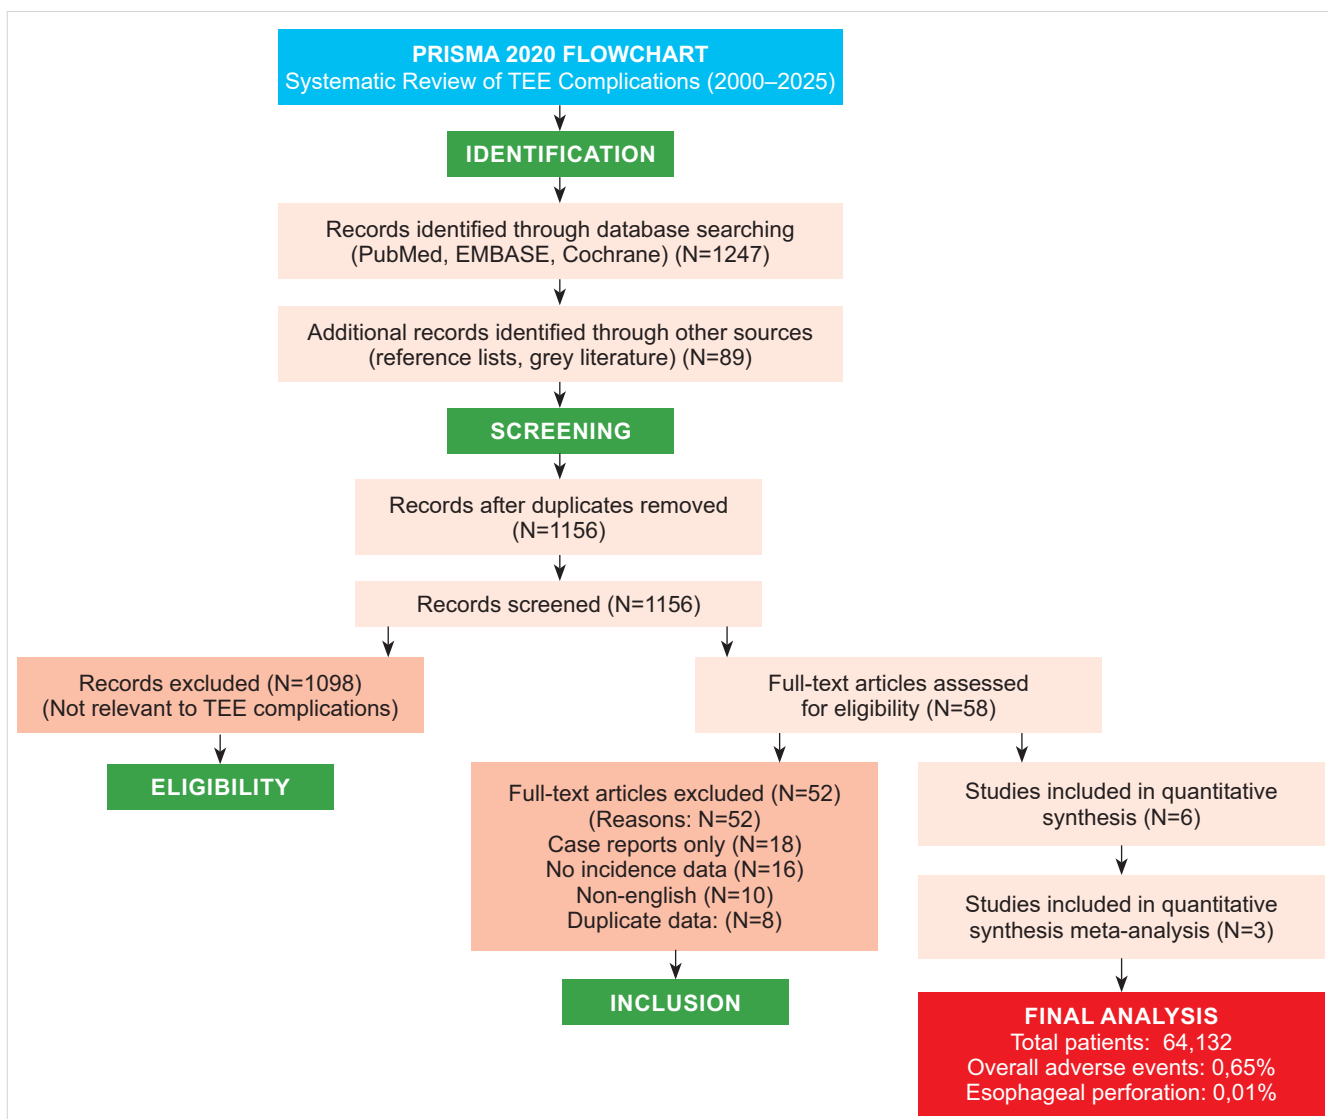 PRISMA 2020 FLOWCHART
Systematic Review of TEE Complications (2000–2025)
IDENTIFICATION
Records identified through database searching
(PubMed, EMBASE, Cochrane) (N=1247)
Additional records identified through other sources
(reference lists, grey literature) (N=89)
SCREENING
Records after duplicates removed
(N=1156)
Records screened (N=1156)
Records excluded (N=1098)
(Not relevant to TEE complications)
ELIGIBILITY
Full-text articles assessed
for eligibility (N=58)
Full-text articles excluded (N=52)
(Reasons: N=52)
Case reports only (N=18)
No incidence data (N=16)
Non-english (N=10)
Duplicate data: (N=8)
INCLUSION
Studies included in quantitative
synthesis (N=6)
Studies included in quantitative
synthesis meta-analysis (N=3)
FINAL ANALYSIS
Total patients: 64,132
Overall adverse events: 0,65%
Esophageal perforation: 0,01%